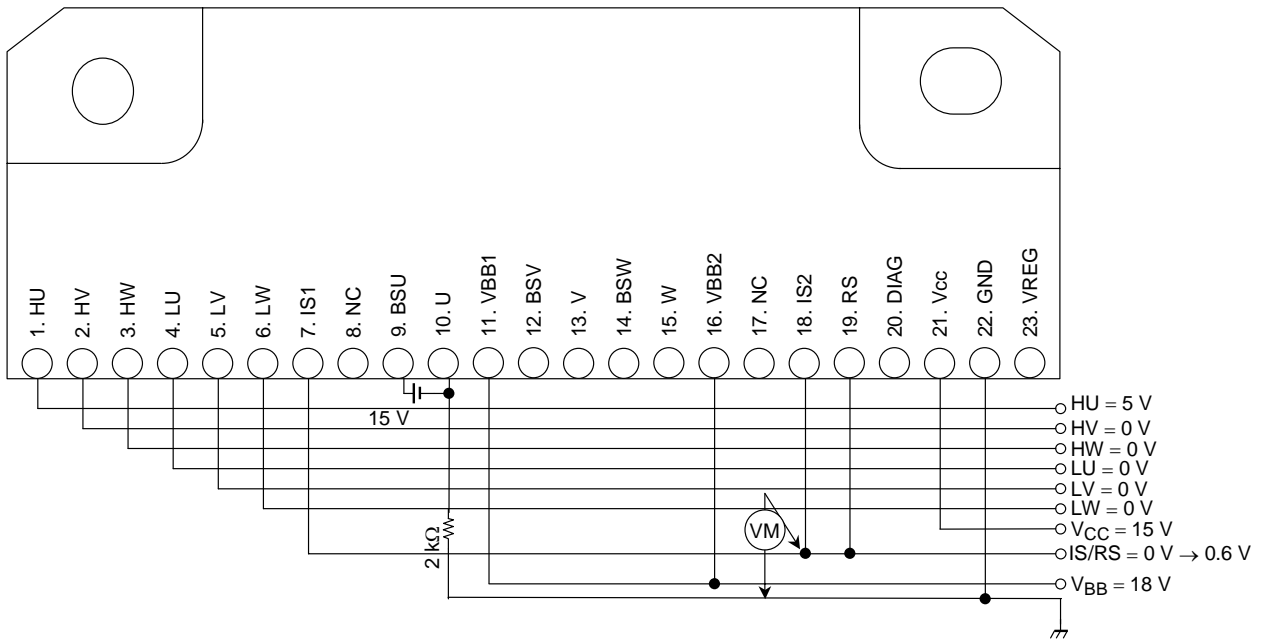 1. HU
2. HV
3. HW
4. LU
5. LV
6. LW
7. IS1
8. NC
9. BSU
10. U
11. VBB1
12. BSV
13. V
14. BSW
15. W
16. VBB2
17. NC
18. IS2
19. RS
20. DIAG
21. Vcc
22. GND
23. VREG
15 V
2 kΩ
VM
HU = 5 V
HV = 0 V
HW = 0 V
LU = 0 V
LV = 0 V
LW = 0 V
VCC = 15 V
IS/RS = 0 V → 0.6 V
VBB = 18 V